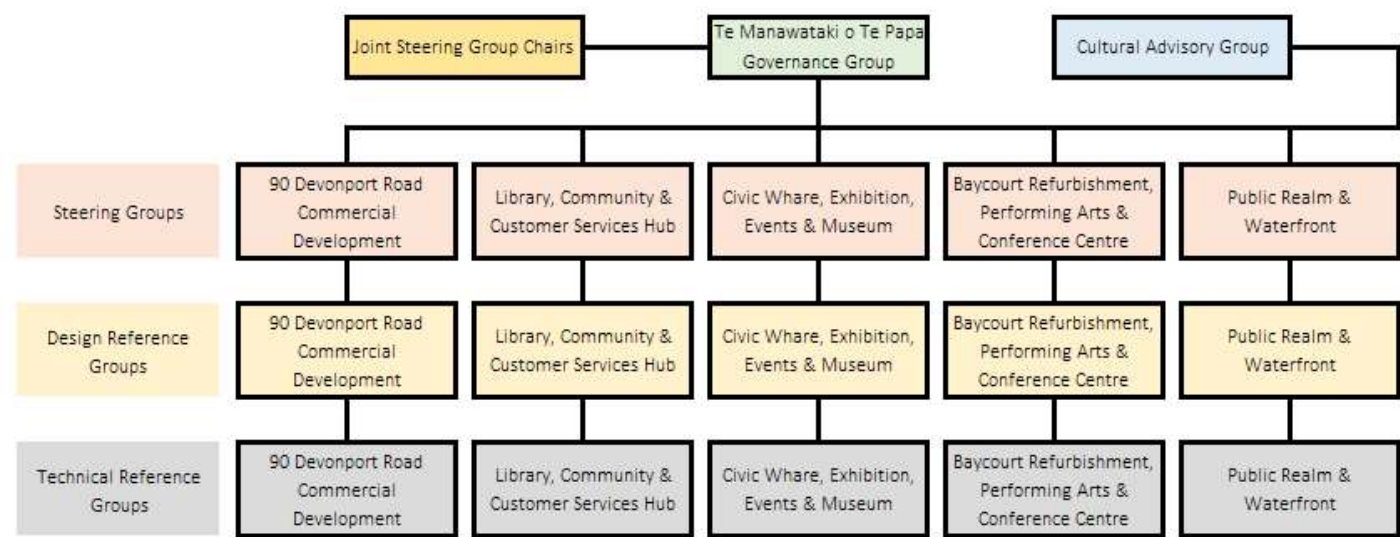 Joint Steering Group Chairs
Te Manawataki o Te Papa
Governance Group
Cultural Advisory Group
Steering Groups
90 Devonport Road
Commercial
Development
Library, Community &
Customer Services Hub
Civic Whare, Exhibition,
Events & Museum
Baycourt Refurbishment,
Performing Arts &
Conference Centre
Public Realm &
Waterfront
Design Reference
Groups
90 Devonport Road
Commercial
Development
Library, Community &
Customer Services Hub
Civic Whare, Exhibition,
Events & Museum
Baycourt Refurbishment,
Performing Arts &
Conference Centre
Public Realm &
Waterfront
Technical Reference
Groups
90 Devonport Road
Commercial
Development
Library, Community &
Customer Services Hub
Civic Whare, Exhibition,
Events & Museum
Baycourt Refurbishment,
Performing Arts &
Conference Centre
Public Realm &
Waterfront